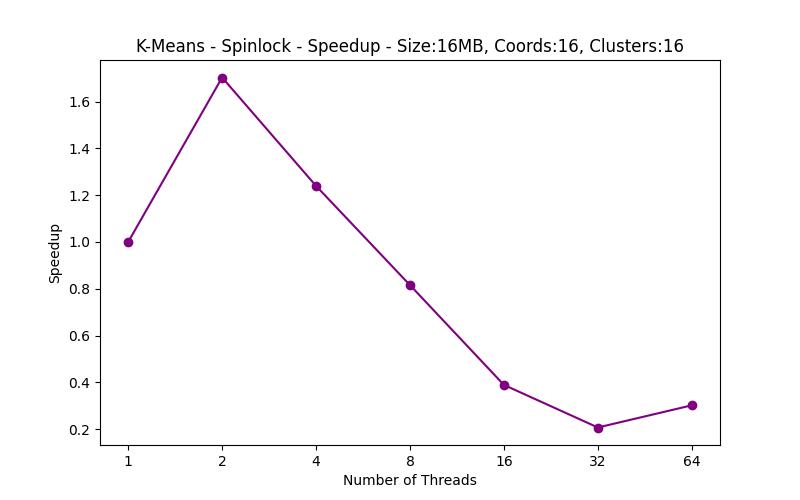 K-Means - Spinlock - Speedup - Size:16MB, Coords:16, Clusters:16
Speedup
1.6
1.4
1.2
1.0
0.8
0.6
0.4
0.2
1 2 4 8 16 32 64
Number of Threads